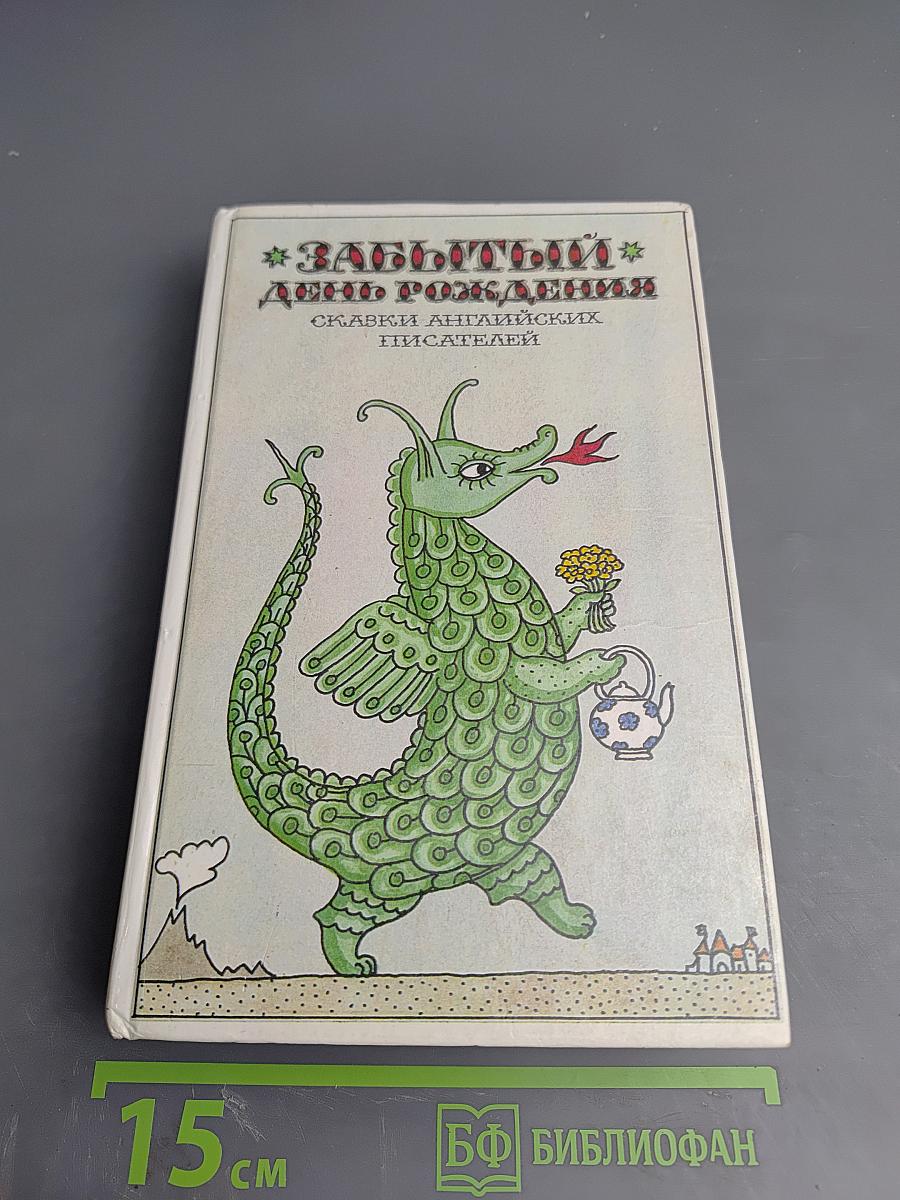 ЗАБЫТЫЙ
ДЕНЬ РОЖДЕНИЯ
СКАЗКИ АНГЛИЙСКИХ
ПИСАТЕЛЕЙ
15 см
БФ БИБЛИОФАН